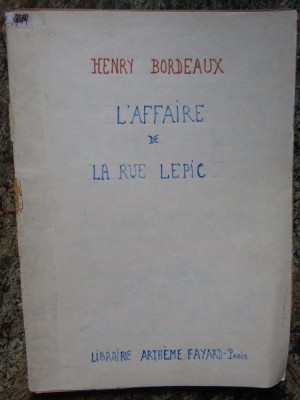 HENRY BORDEAUX
L'AFFAIRE
DE
LA RUE LEPIC
LIBRAIRIE ARTHÈME FAYARD-Paris